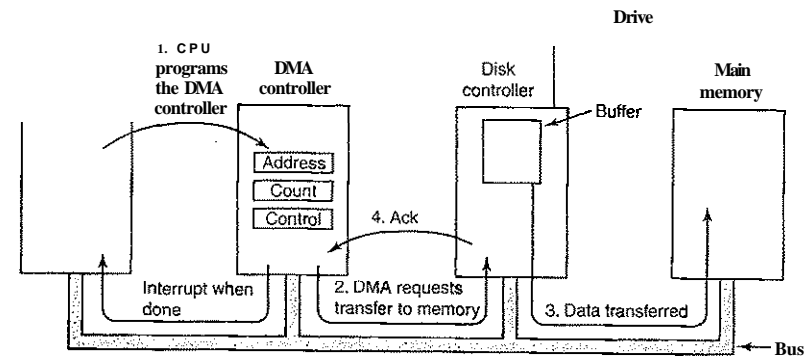 Drive
1. CPU
programs
the DMA
controller
DMA
controller
Disk
controller
Main
memory
Buffer
Address
Count
Control
4. Ack
Interrupt when
done
2. DMA requests
transfer to memory
3. Data transferred
Bus